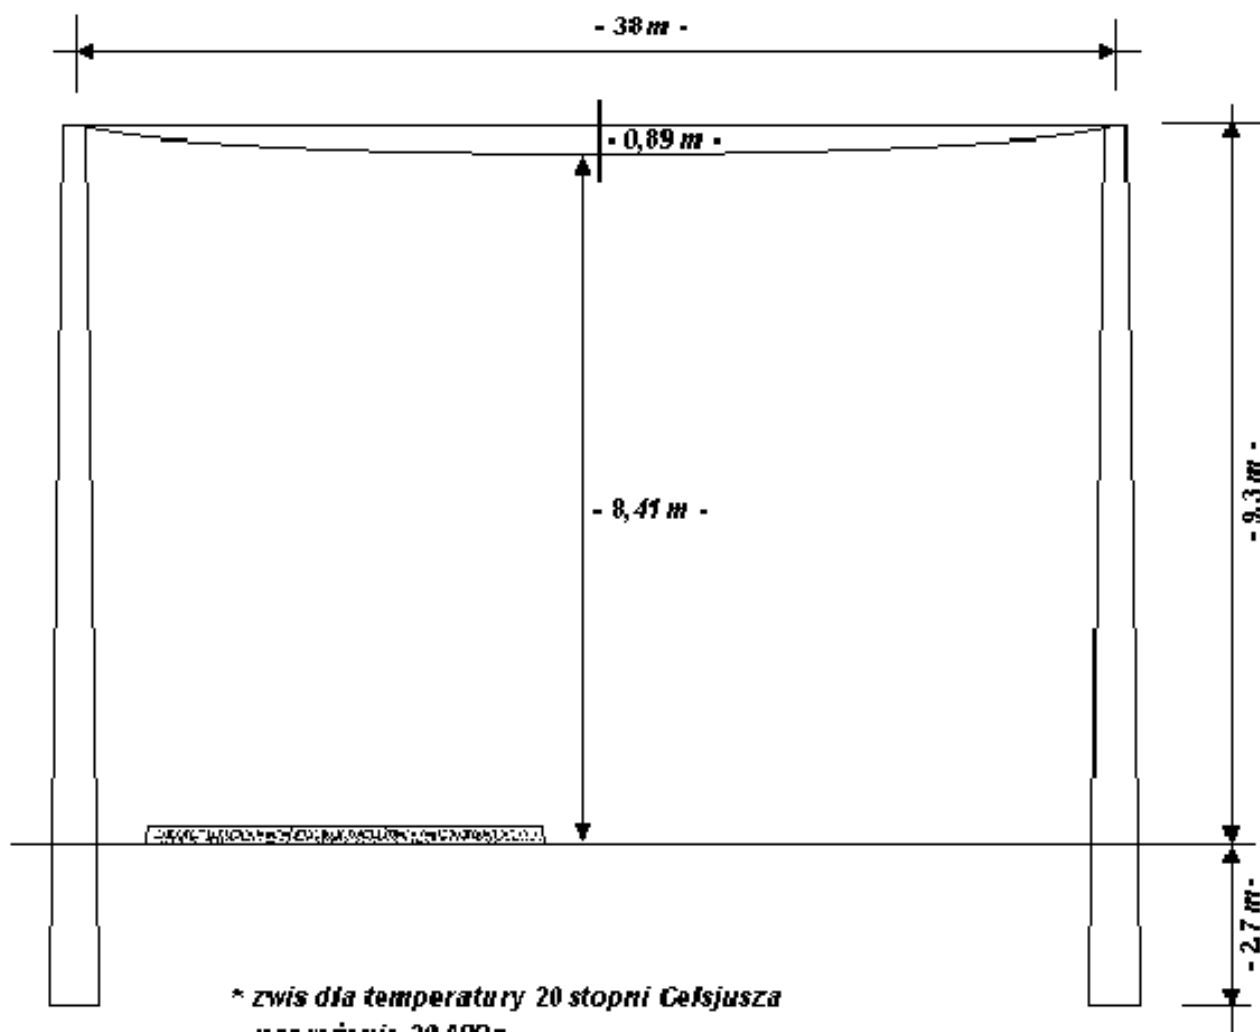 - 38 m -
- 0,89 m -
- 8,41 m -
- 9,3 m -
- 2,7 m -
* zwis dla temperatury 20 stopni Celsjusza